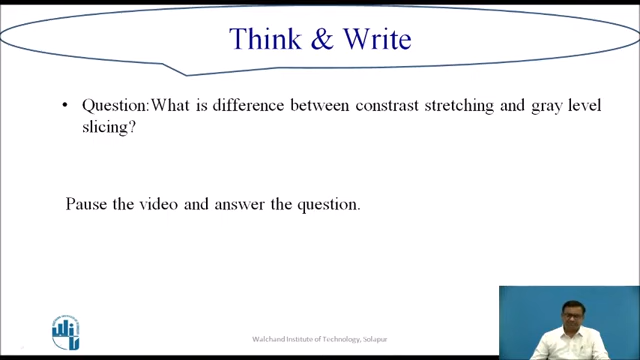 Think & Write
• Question:What is difference between constrast stretching and gray level
slicing?
Pause the video and answer the question.
Walchand Institute of Technology, Solapur